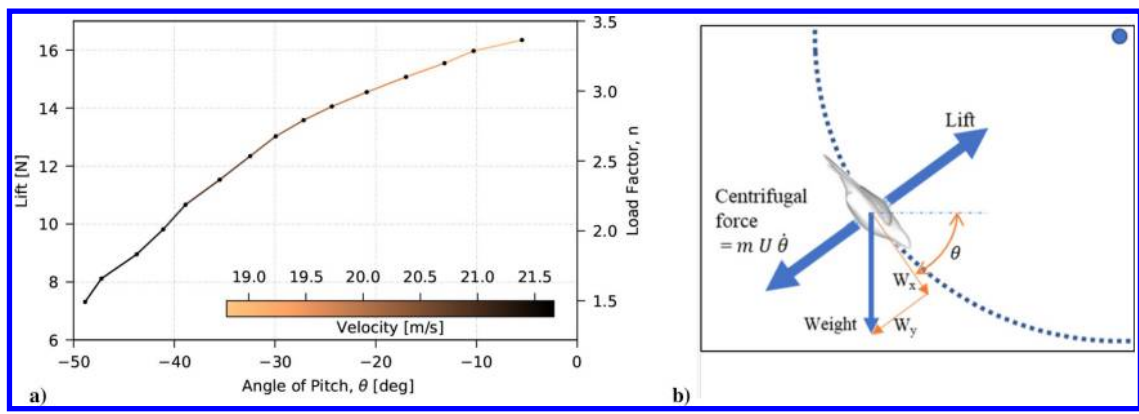 16
14
12
10
8
6
Lift [N]
3.5
3.0
2.5
2.0
1.5
Load Factor, n
19.0 19.5 20.0 20.5 21.0 21.5
Velocity [m/s]
−50 −40 −30 −20 −10 0
Angle of Pitch, θ [deg]
a)
Lift
Centrifugal
force
= m U θ̇
θ
Wx
Weight
Wy
b)